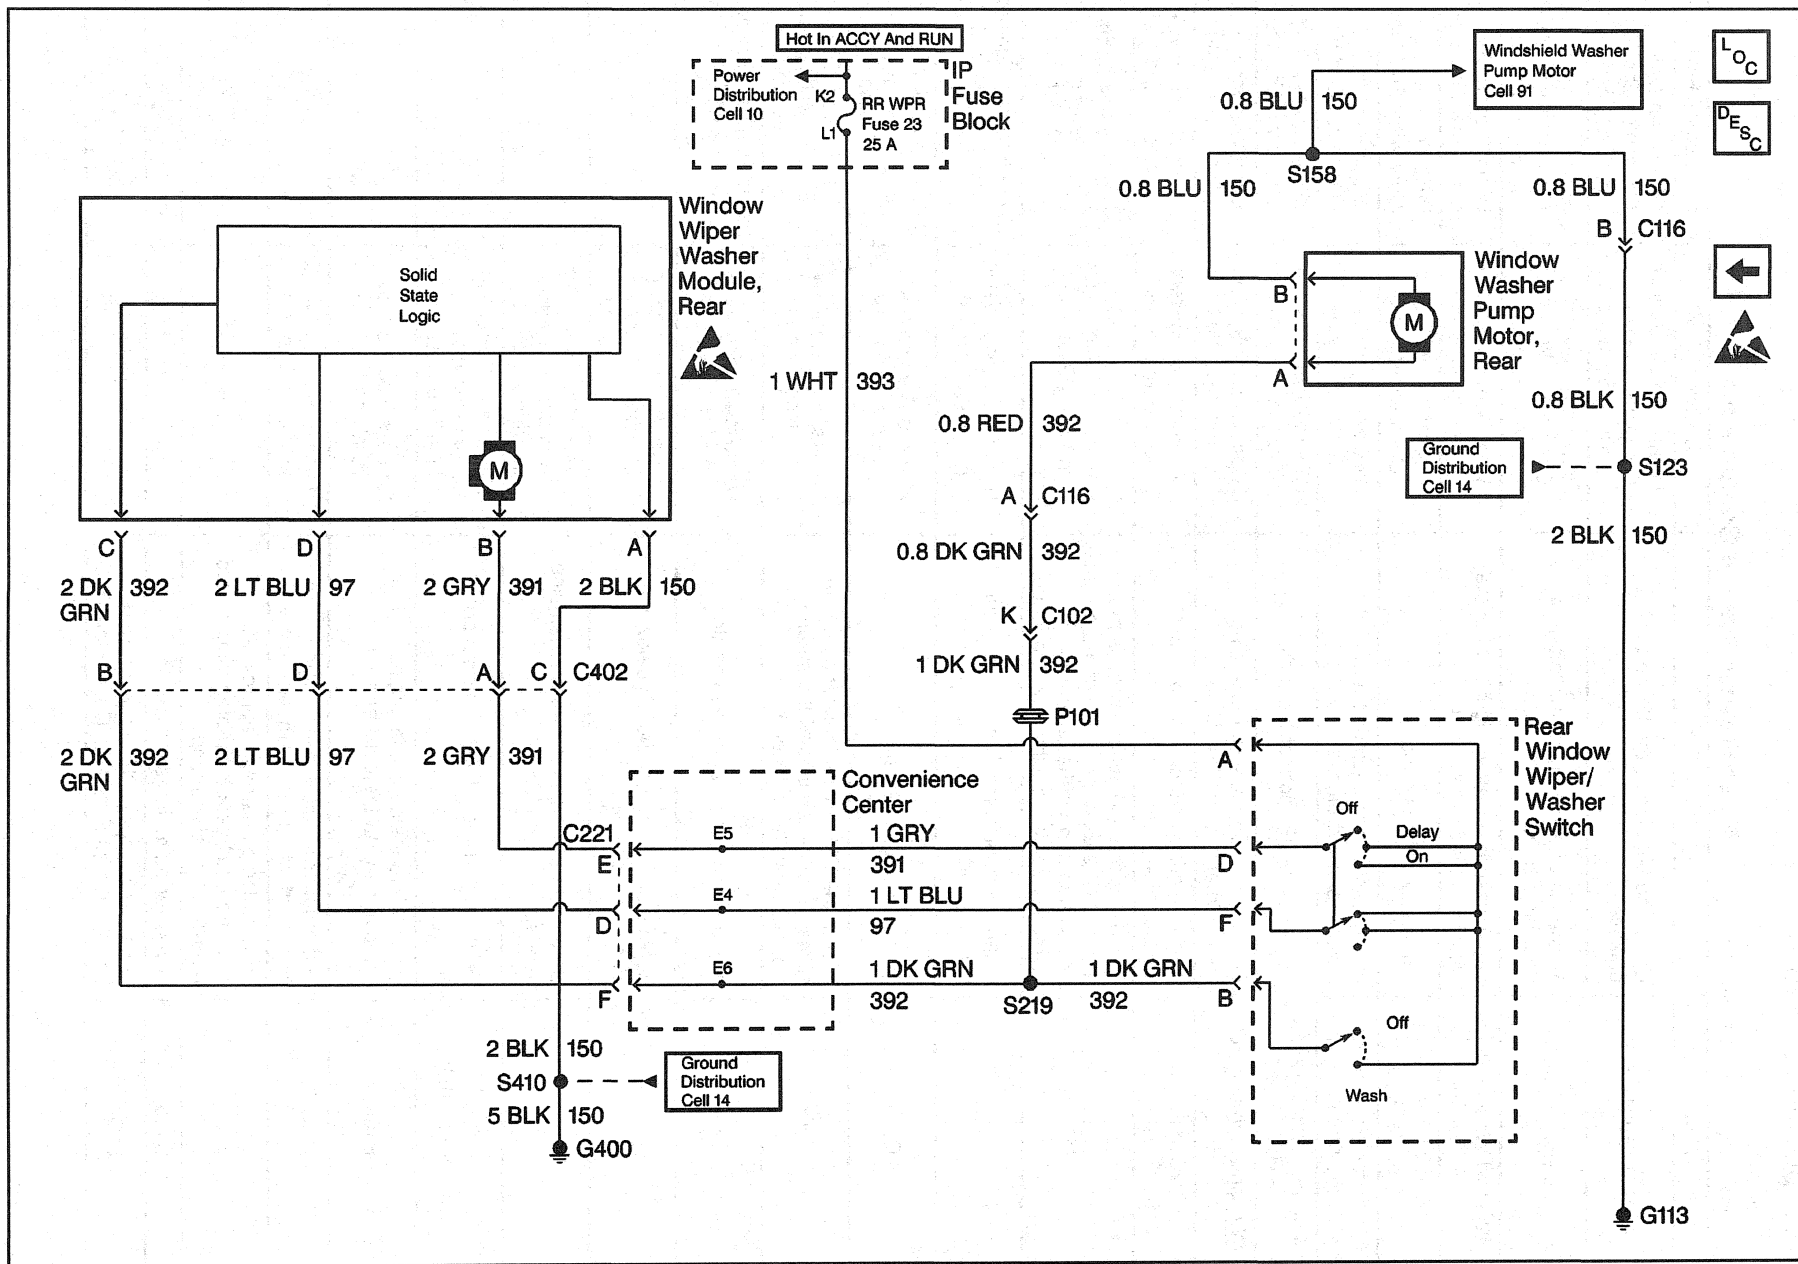 Hot In ACCY And RUN
Power
Distribution
Cell 10
K2
L1
RR WPR
Fuse 23
25 A
IP
Fuse
Block
Windshield Washer
Pump Motor
Cell 91
LOC
DESC
0.8 BLU 150
S158
0.8 BLU 150
0.8 BLU 150
B C116
Window
Wiper
Washer
Module,
Rear
Solid
State
Logic
M
Window
Washer
Pump
Motor,
Rear
B
M
A
1 WHT 393
0.8 RED 392
0.8 BLK 150
Ground
Distribution
Cell 14
S123
A C116
2 BLK 150
0.8 DK GRN 392
K C102
1 DK GRN 392
P101
C D B A
2 DK
GRN
392
2 LT BLU 97
2 GRY 391
2 BLK 150
B D A C C402
2 DK
GRN
392
2 LT BLU 97
2 GRY 391
Convenience
Center
C221
E
E5
1 GRY
391
D
D
E4
1 LT BLU
97
F
F
E6
1 DK GRN
392
S219
1 DK GRN
392
B
A
Rear
Window
Wiper/
Washer
Switch
Off
Delay
On
Off
Wash
2 BLK 150
S410
Ground
Distribution
Cell 14
5 BLK 150
G400
G113